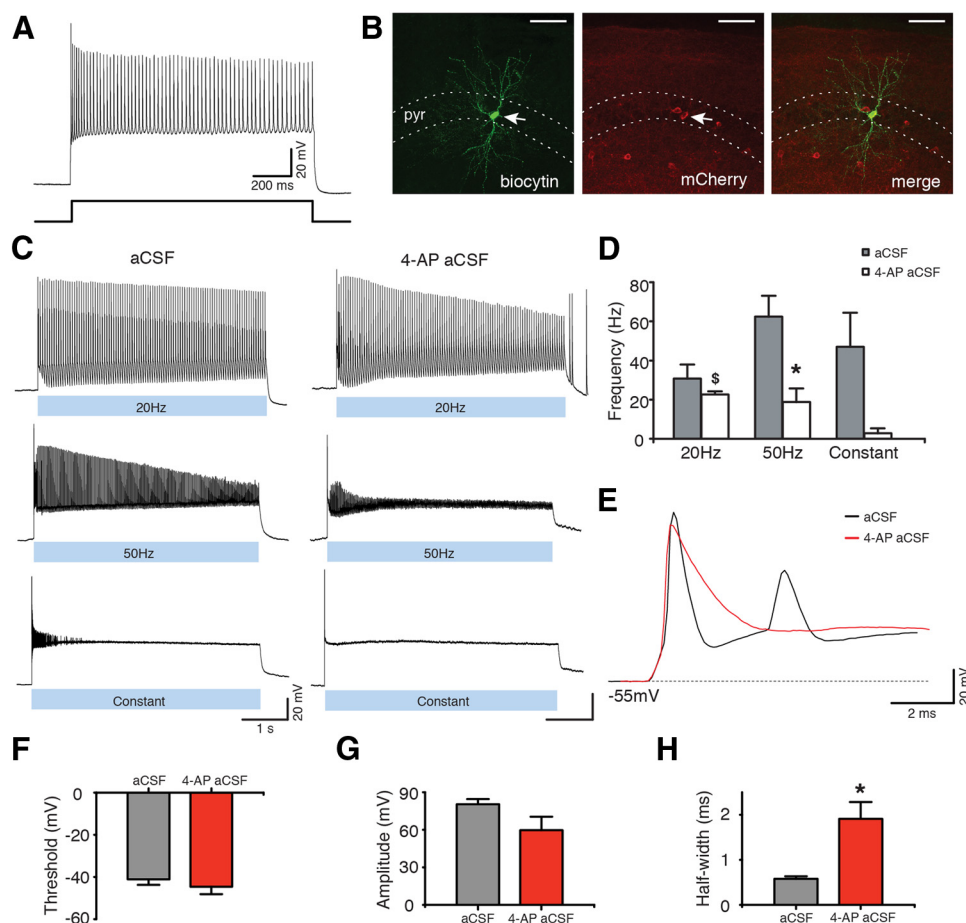 A
20 mV
200 ms
B
pyr
biocytin
mCherry
merge
C
aCSF
4-AP aCSF
20Hz
20Hz
50Hz
50Hz
Constant
Constant
1 s
20 mV
D
aCSF
4-AP aCSF
Frequency (Hz)
80
60
40
20
0
$
*
20Hz
50Hz
Constant
E
aCSF
4-AP aCSF
-55mV
2 ms
20 mV
F
aCSF
4-AP aCSF
Threshold (mV)
0
-20
-40
-60
G
Amplitude (mV)
90
60
30
0
aCSF
4-AP aCSF
H
Half-width (ms)
2
1
0
*
aCSF
4-AP aCSF